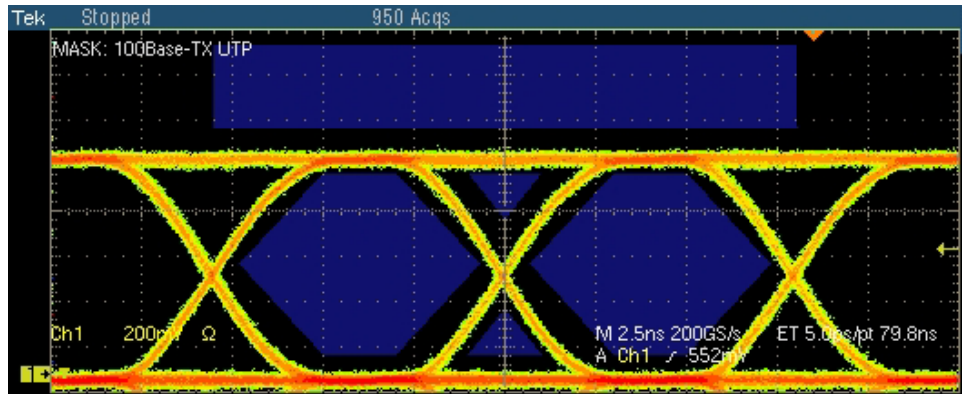 Tek Stopped 950 Acqs
MASK: 100Base-TX UTP
Ch1 200mV Ω M 2.5ns 200GS/s ET 5.0ps/pt 79.8ns
A Ch1 / 552mV
1